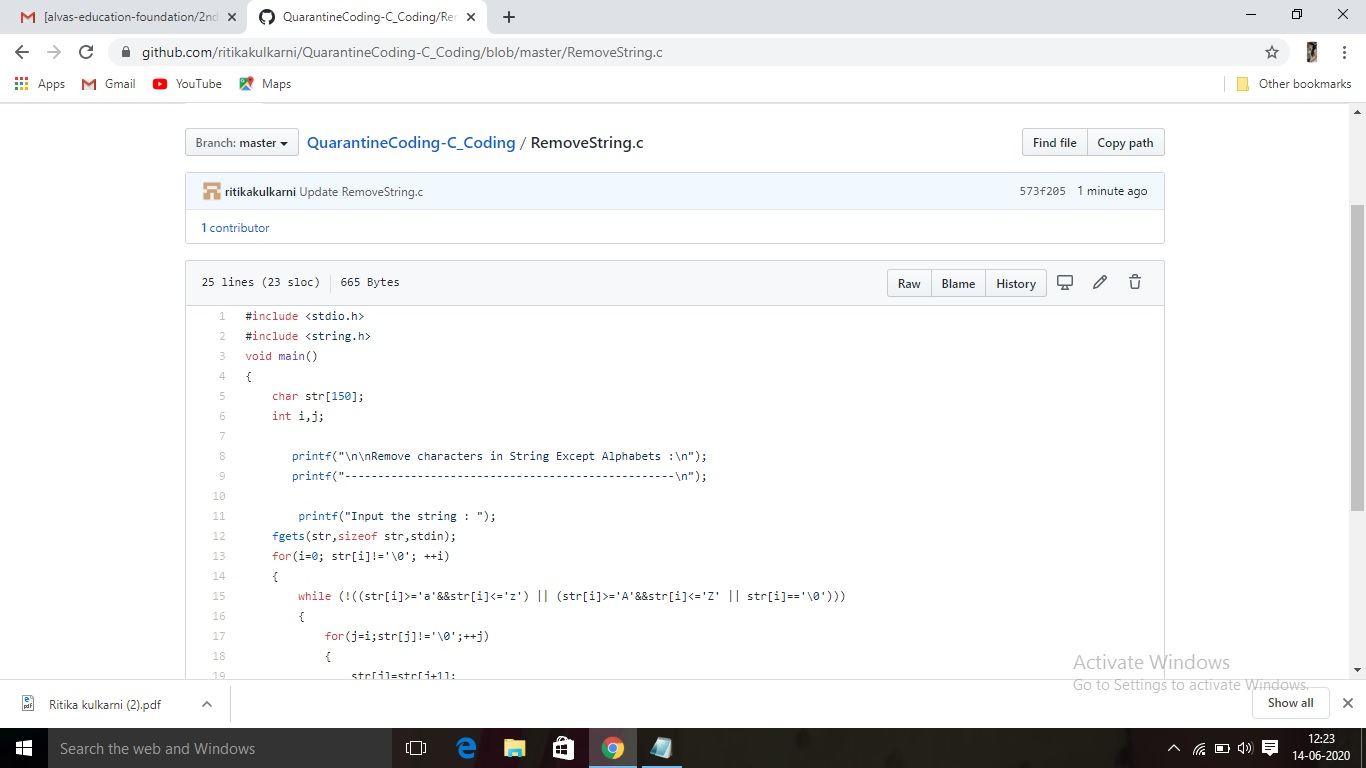 [alvas-education-foundation/2nd
QuarantineCoding-C_Coding/Rem
github.com/ritikakulkarni/QuarantineCoding-C_Coding/blob/master/RemoveString.c
Apps Gmail YouTube Maps Other bookmarks
Branch: master QuarantineCoding-C_Coding / RemoveString.c Find file Copy path
ritikakulkarni Update RemoveString.c 573f205 1 minute ago
1 contributor
25 lines (23 sloc) 665 Bytes Raw Blame History
1 #include <stdio.h>
2 #include <string.h>
3 void main()
4 {
5 char str[150];
6 int i,j;
7
8 printf("\n\nRemove characters in String Except Alphabets :\n");
9 printf("--------------------------------------------------\n");
10
11 printf("Input the string : ");
12 fgets(str,sizeof str,stdin);
13 for(i=0; str[i]!='\0'; ++i)
14 {
15 while (!((str[i]>='a'&&str[i]<='z') || (str[i]>='A'&&str[i]<='Z' || str[i]=='\0')))
16 {
17 for(j=i;str[j]!='\0';++j)
18 {
19 str[j]=str[j+1];
Activate Windows
Go to Settings to activate Windows.
Ritika kulkarni (2).pdf Show all
Search the web and Windows
12:23
14-06-2020